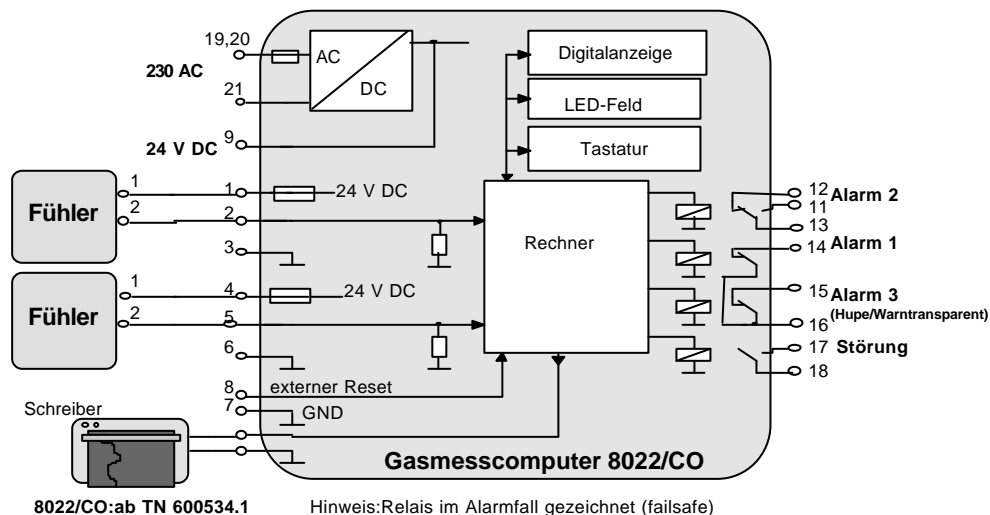 19,20
230 AC
21
9
24 V DC
AC
DC
Digitalanzeige
LED-Feld
Tastatur
Fühler
1
2
1
24 V DC
2
3
Rechner
12
11
Alarm 2
13
14
Alarm 1
Fühler
1
2
4
24 V DC
5
6
15
Alarm 3
(Hupe/Warntransparent)
16
17
Störung
18
8
externer Reset
7
GND
Schreiber
Gasmesscomputer 8022/CO
8022/CO:ab TN 600534.1
Hinweis:Relais im Alarmfall gezeichnet (failsafe)